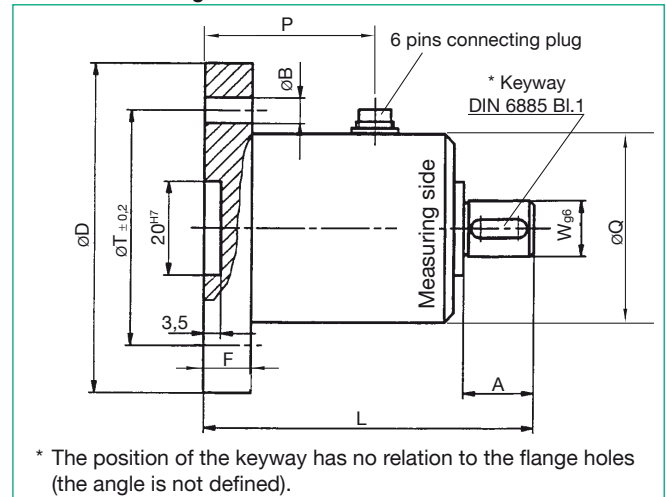 P
6 pins connecting plug
ØB
* Keyway
DIN 6885 Bl.1
ØD
ØT ± 0,2
20H7
Measuring side
Wg6
ØQ
3,5
F
A
L
* The position of the keyway has no relation to the flange holes
(the angle is not defined).